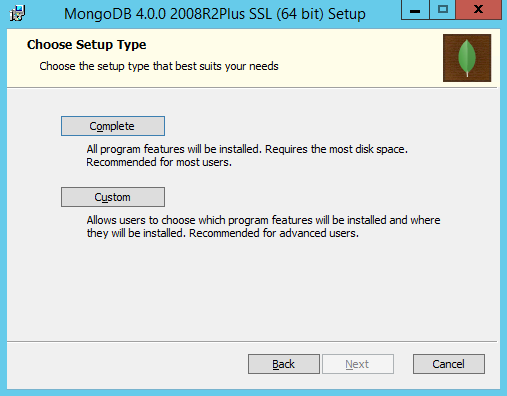 MongoDB 4.0.0 2008R2Plus SSL (64 bit) Setup
Choose Setup Type
Choose the setup type that best suits your needs
Complete
All program features will be installed. Requires the most disk space.
Recommended for most users.
Custom
Allows users to choose which program features will be installed and where
they will be installed. Recommended for advanced users.
Back Next Cancel